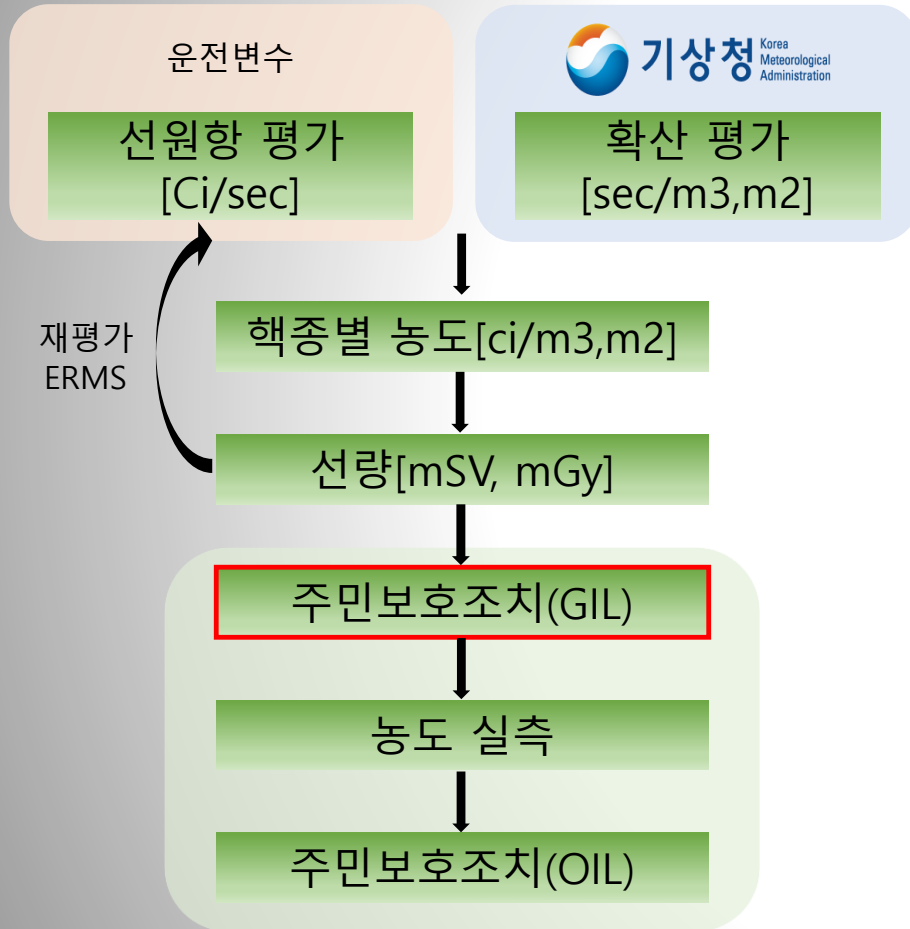 운전변수
기상청
Korea
Meteorological
Administration
선원항 평가
[Ci/sec]
확산 평가
[sec/m3,m2]
핵종별 농도[ci/m3,m2]
재평가
ERMS
선량[mSV, mGy]
주민보호조치(GIL)
농도 실측
주민보호조치(OIL)